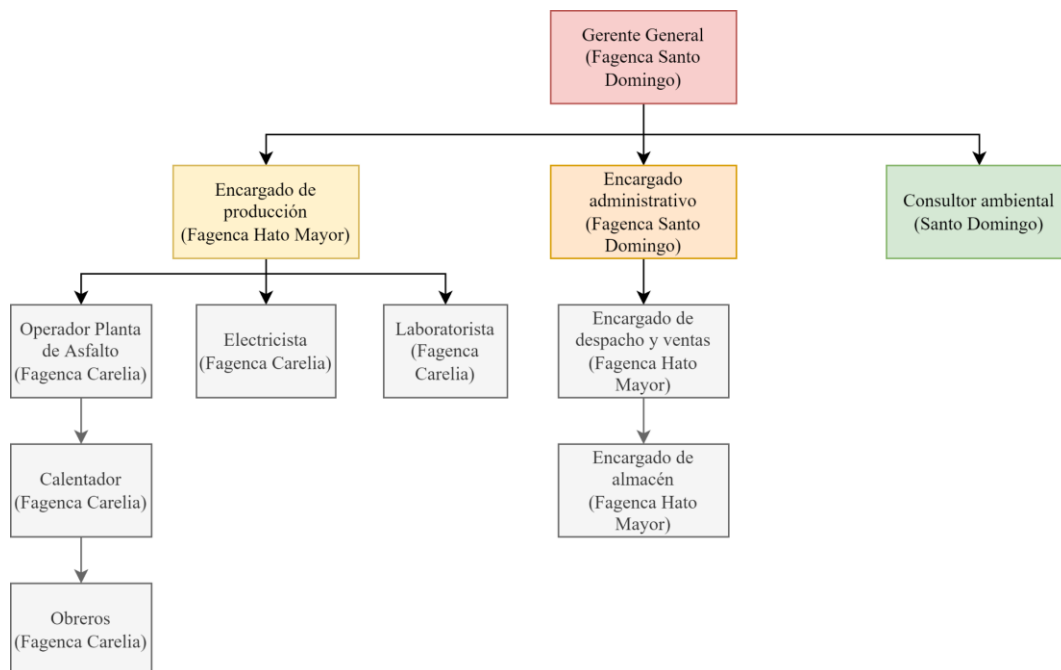 Gerente General
(Fagenca Santo
Domingo)
Encargado de
producción
(Fagenca Hato Mayor)
Encargado
administrativo
(Fagenca Santo
Domingo)
Consultor ambiental
(Santo Domingo)
Operador Planta
de Asfalto
(Fagenca Carelia)
Electricista
(Fagenca Carelia)
Laboratorista
(Fagenca
Carelia)
Encargado de
despacho y ventas
(Fagenca Hato
Mayor)
Calentador
(Fagenca Carelia)
Encargado de
almacén
(Fagenca Hato
Mayor)
Obreros
(Fagenca Carelia)